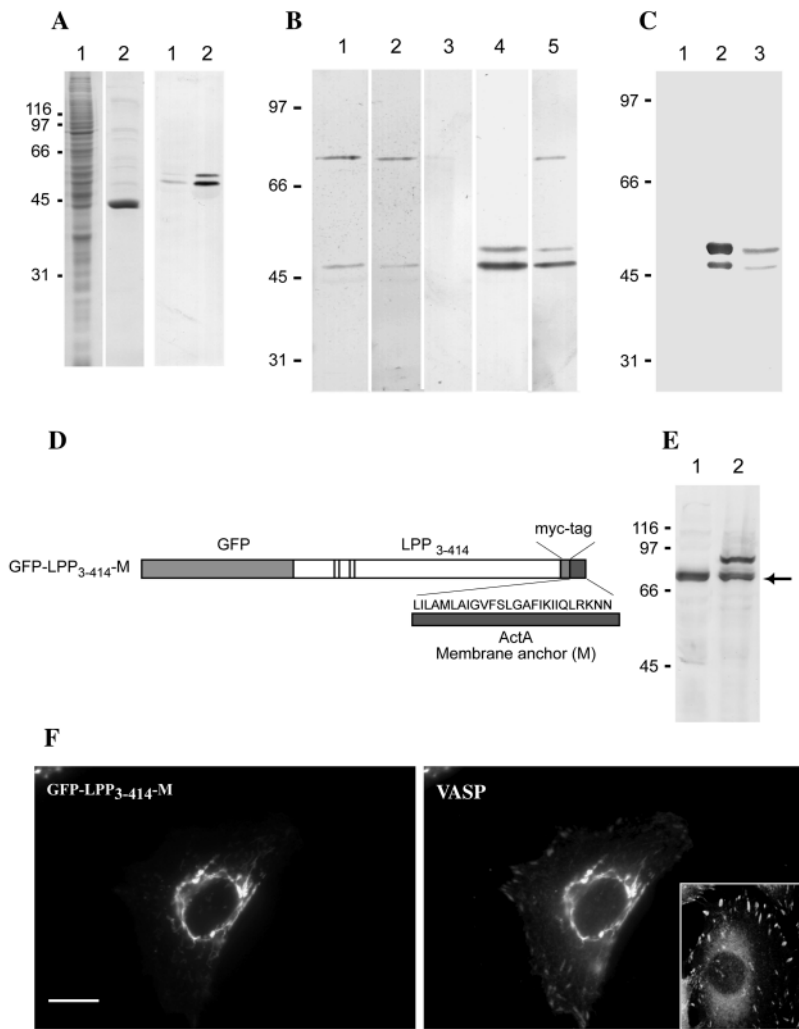 A
1 2 1 2
116
97
66
45
31
B
1 2 3 4 5
97
66
45
31
C
1 2 3
97
66
45
31
D
GFP
LPP 3-414
myc-tag
GFP-LPP3-414-M
LILAMLAIGVFSLGAFIKIIQLRKNN
ActA
Membrane anchor (M)
E
1 2
116
97
66
45
F
GFP-LPP3-414-M
VASP